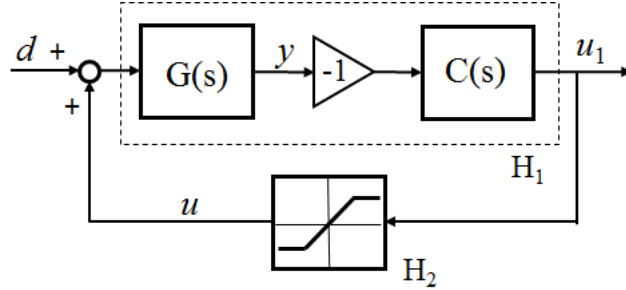 d + G(s) y -1 C(s) u₁
+
H₁
u
H₂